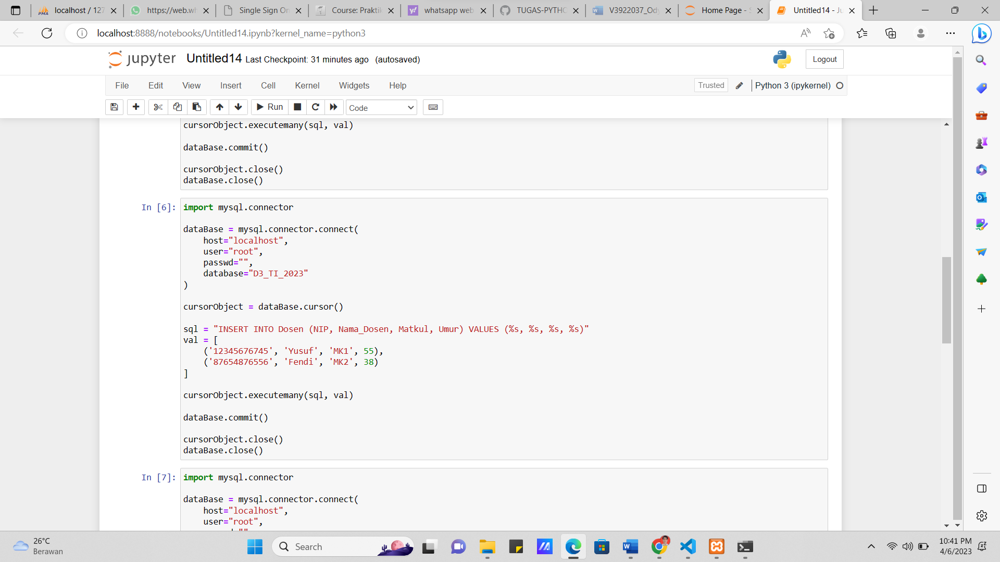 localhost / 127
https://web.wh
Single Sign On
Course: Praktik
whatsapp web
TUGAS-PYTHO
V3922037_Ody
Home Page - S
Untitled14 - Ju
localhost:8888/notebooks/Untitled14.ipynb?kernel_name=python3
jupyter Untitled14 Last Checkpoint: 31 minutes ago (autosaved)
Logout
File Edit View Insert Cell Kernel Widgets Help
Trusted Python 3 (ipykernel)
Run Code
cursorObject.executemany(sql, val)
dataBase.commit()
cursorObject.close()
dataBase.close()
In [6]: import mysql.connector
dataBase = mysql.connector.connect(
    host="localhost",
    user="root",
    passwd="",
    database="D3_TI_2023"
)
cursorObject = dataBase.cursor()
sql = "INSERT INTO Dosen (NIP, Nama_Dosen, Matkul, Umur) VALUES (%s, %s, %s, %s)"
val = [
    ('12345676745', 'Yusuf', 'MK1', 55),
    ('87654876556', 'Fendi', 'MK2', 38)
]
cursorObject.executemany(sql, val)
dataBase.commit()
cursorObject.close()
dataBase.close()
In [7]: import mysql.connector
dataBase = mysql.connector.connect(
    host="localhost",
    user="root",
26°C
Berawan
Search
10:41 PM
4/6/2023